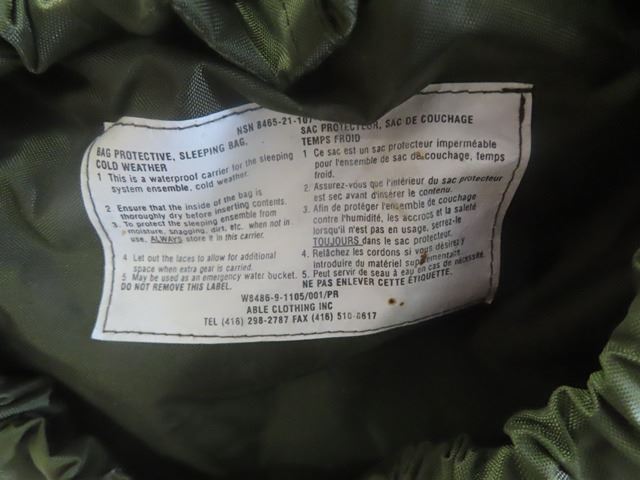 NSN 8465-21-107
BAG PROTECTIVE, SLEEPING BAG,
COLD WEATHER
1 This is a waterproof carrier for the sleeping
system ensemble, cold weather.
2 Ensure that the inside of the bag is
thoroughly dry before inserting contents.
3. To protect the sleeping ensemble from
moisture, snagging, dirt, etc. when not in
use, ALWAYS store it in this carrier.
4 Let out the laces to allow for additional
space when extra gear is carried.
5 May be used as an emergency water bucket.
DO NOT REMOVE THIS LABEL.
SAC PROTECTEUR, SAC DE COUCHAGE
TEMPS FROID
1 Ce sac est un sac protecteur imperméable
pour l'ensemble de sac de couchage, temps
froid.
2. Assurez-vous que l'intérieur du sac protecteur
est sec avant d'insérer le contenu.
3. Afin de protéger l'ensemble de couchage
contre l'humidité, les accrocs et la saleté
lorsqu'il n'est pas en usage, serrez-le
TOUJOURS dans le sac protecteur.
4. Relâchez les cordons si vous désirez y
introduire du matériel supplémentaire.
5. Peut servir de seau à eau en cas de nécessité.
NE PAS ENLEVER CETTE ÉTIQUETTE.
W8486-9-1105/001/PR
ABLE CLOTHING INC
TEL (416) 298-2787 FAX (416) 510-8617